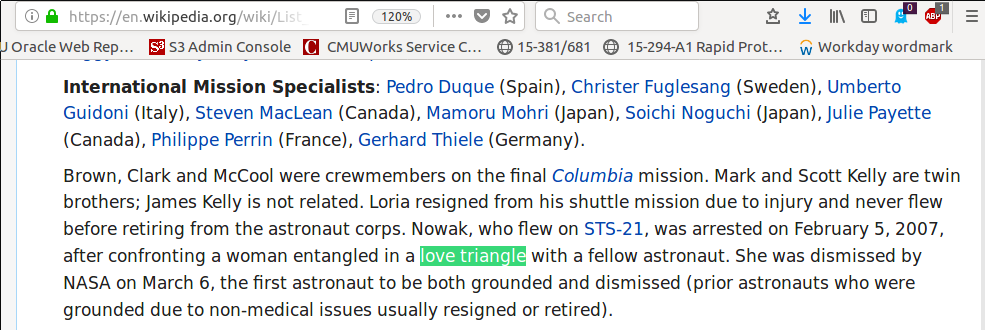 https://en.wikipedia.org/wiki/List 120% Search 0 1 ABP
U Oracle Web Rep… S3 S3 Admin Console C CMUWorks Service C… 15-381/681 15-294-A1 Rapid Prot… W Workday wordmark
International Mission Specialists: Pedro Duque (Spain), Christer Fuglesang (Sweden), Umberto
Guidoni (Italy), Steven MacLean (Canada), Mamoru Mohri (Japan), Soichi Noguchi (Japan), Julie Payette
(Canada), Philippe Perrin (France), Gerhard Thiele (Germany).
Brown, Clark and McCool were crewmembers on the final Columbia mission. Mark and Scott Kelly are twin
brothers; James Kelly is not related. Loria resigned from his shuttle mission due to injury and never flew
before retiring from the astronaut corps. Nowak, who flew on STS-21, was arrested on February 5, 2007,
after confronting a woman entangled in a love triangle with a fellow astronaut. She was dismissed by
NASA on March 6, the first astronaut to be both grounded and dismissed (prior astronauts who were
grounded due to non-medical issues usually resigned or retired).